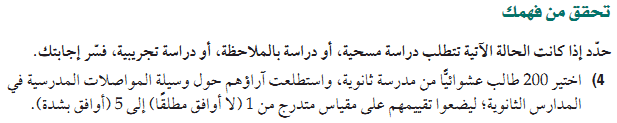 تحقق من فهمك
حدّد إذا كانت الحالة الآتية تتطلب دراسة مسحية، أو دراسة بالملاحظة، أو دراسة تجريبية، فسّر إجابتك.
4) اختير 200 طالب عشوائيًّا من مدرسة ثانوية، واستطلعت آراؤهم حول وسيلة المواصلات المدرسية في
المدارس الثانوية؛ ليضعوا تقييمهم على مقياس متدرج من 1 (لا أوافق مطلقًا) إلى 5 (أوافق بشدة).